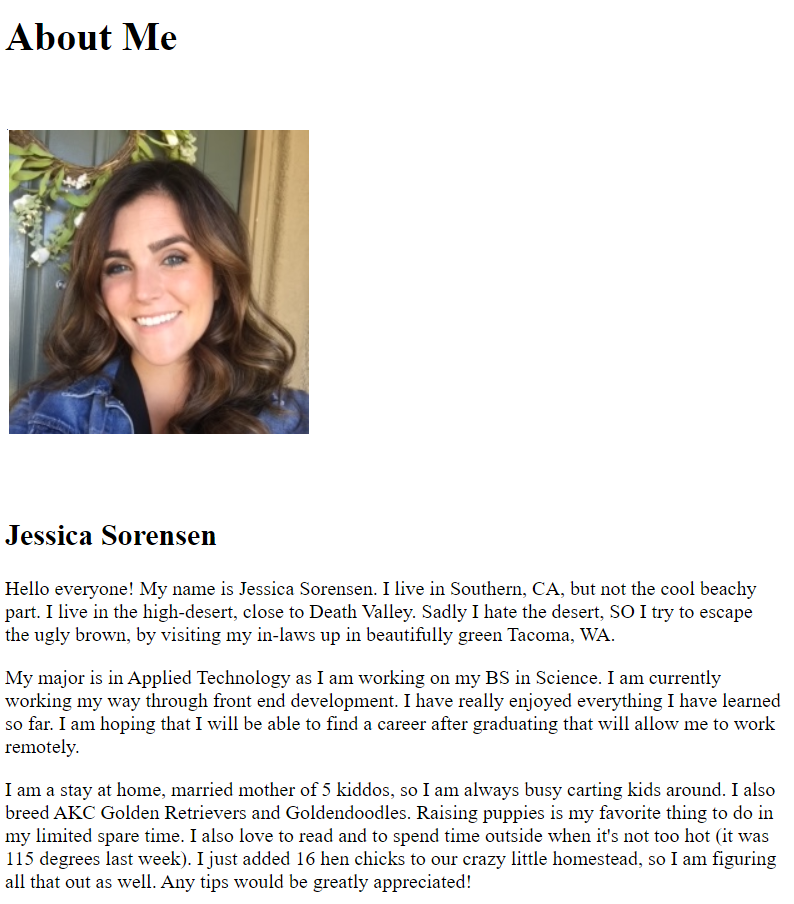 About Me
Jessica Sorensen
Hello everyone! My name is Jessica Sorensen. I live in Southern, CA, but not the cool beachy
part. I live in the high-desert, close to Death Valley. Sadly I hate the desert, SO I try to escape
the ugly brown, by visiting my in-laws up in beautifully green Tacoma, WA.
My major is in Applied Technology as I am working on my BS in Science. I am currently
working my way through front end development. I have really enjoyed everything I have learned
so far. I am hoping that I will be able to find a career after graduating that will allow me to work
remotely.
I am a stay at home, married mother of 5 kiddos, so I am always busy carting kids around. I also
breed AKC Golden Retrievers and Goldendoodles. Raising puppies is my favorite thing to do in
my limited spare time. I also love to read and to spend time outside when it's not too hot (it was
115 degrees last week). I just added 16 hen chicks to our crazy little homestead, so I am figuring
all that out as well. Any tips would be greatly appreciated!